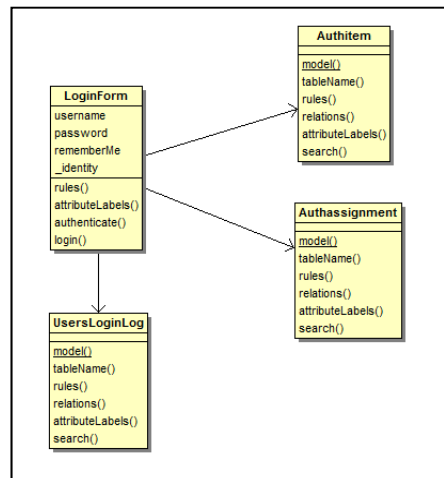 LoginForm
username
password
rememberMe
_identity
rules()
attributeLabels()
authenticate()
login()
Authitem
model()
tableName()
rules()
relations()
attributeLabels()
search()
Authassignment
model()
tableName()
rules()
relations()
attributeLabels()
search()
UsersLoginLog
model()
tableName()
rules()
relations()
attributeLabels()
search()